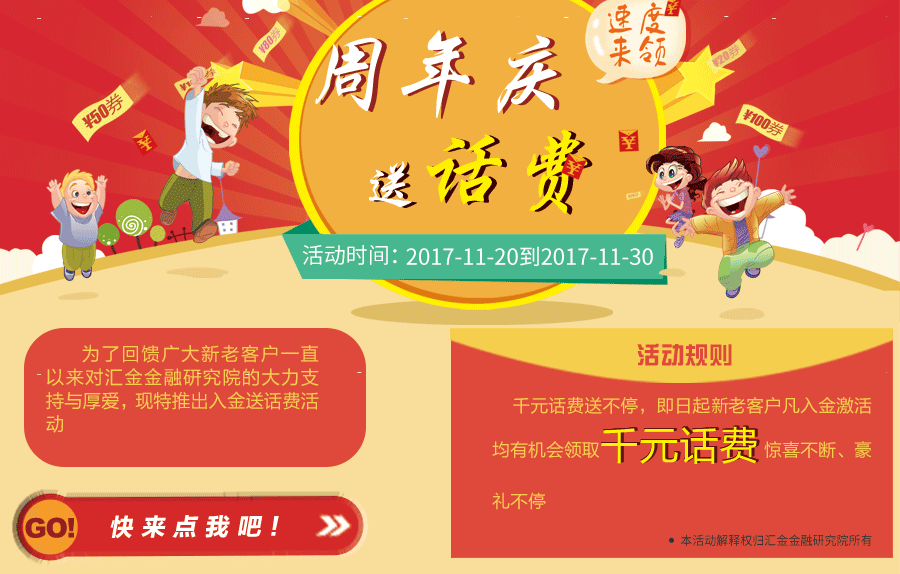 速度
来领
¥80券
¥20券
¥50券
¥100券
周年庆
送话费
活动时间：2017-11-20到2017-11-30
为了回馈广大新老客户一直
以来对汇金金融研究院的大力支
持与厚爱，现特推出入金送话费活
动
活动规则
千元话费送不停，即日起新老客户凡入金激活
均有机会领取千元话费 惊喜不断、豪
礼不停
GO! 快来点我吧！
• 本活动解释权归汇金金融研究院所有